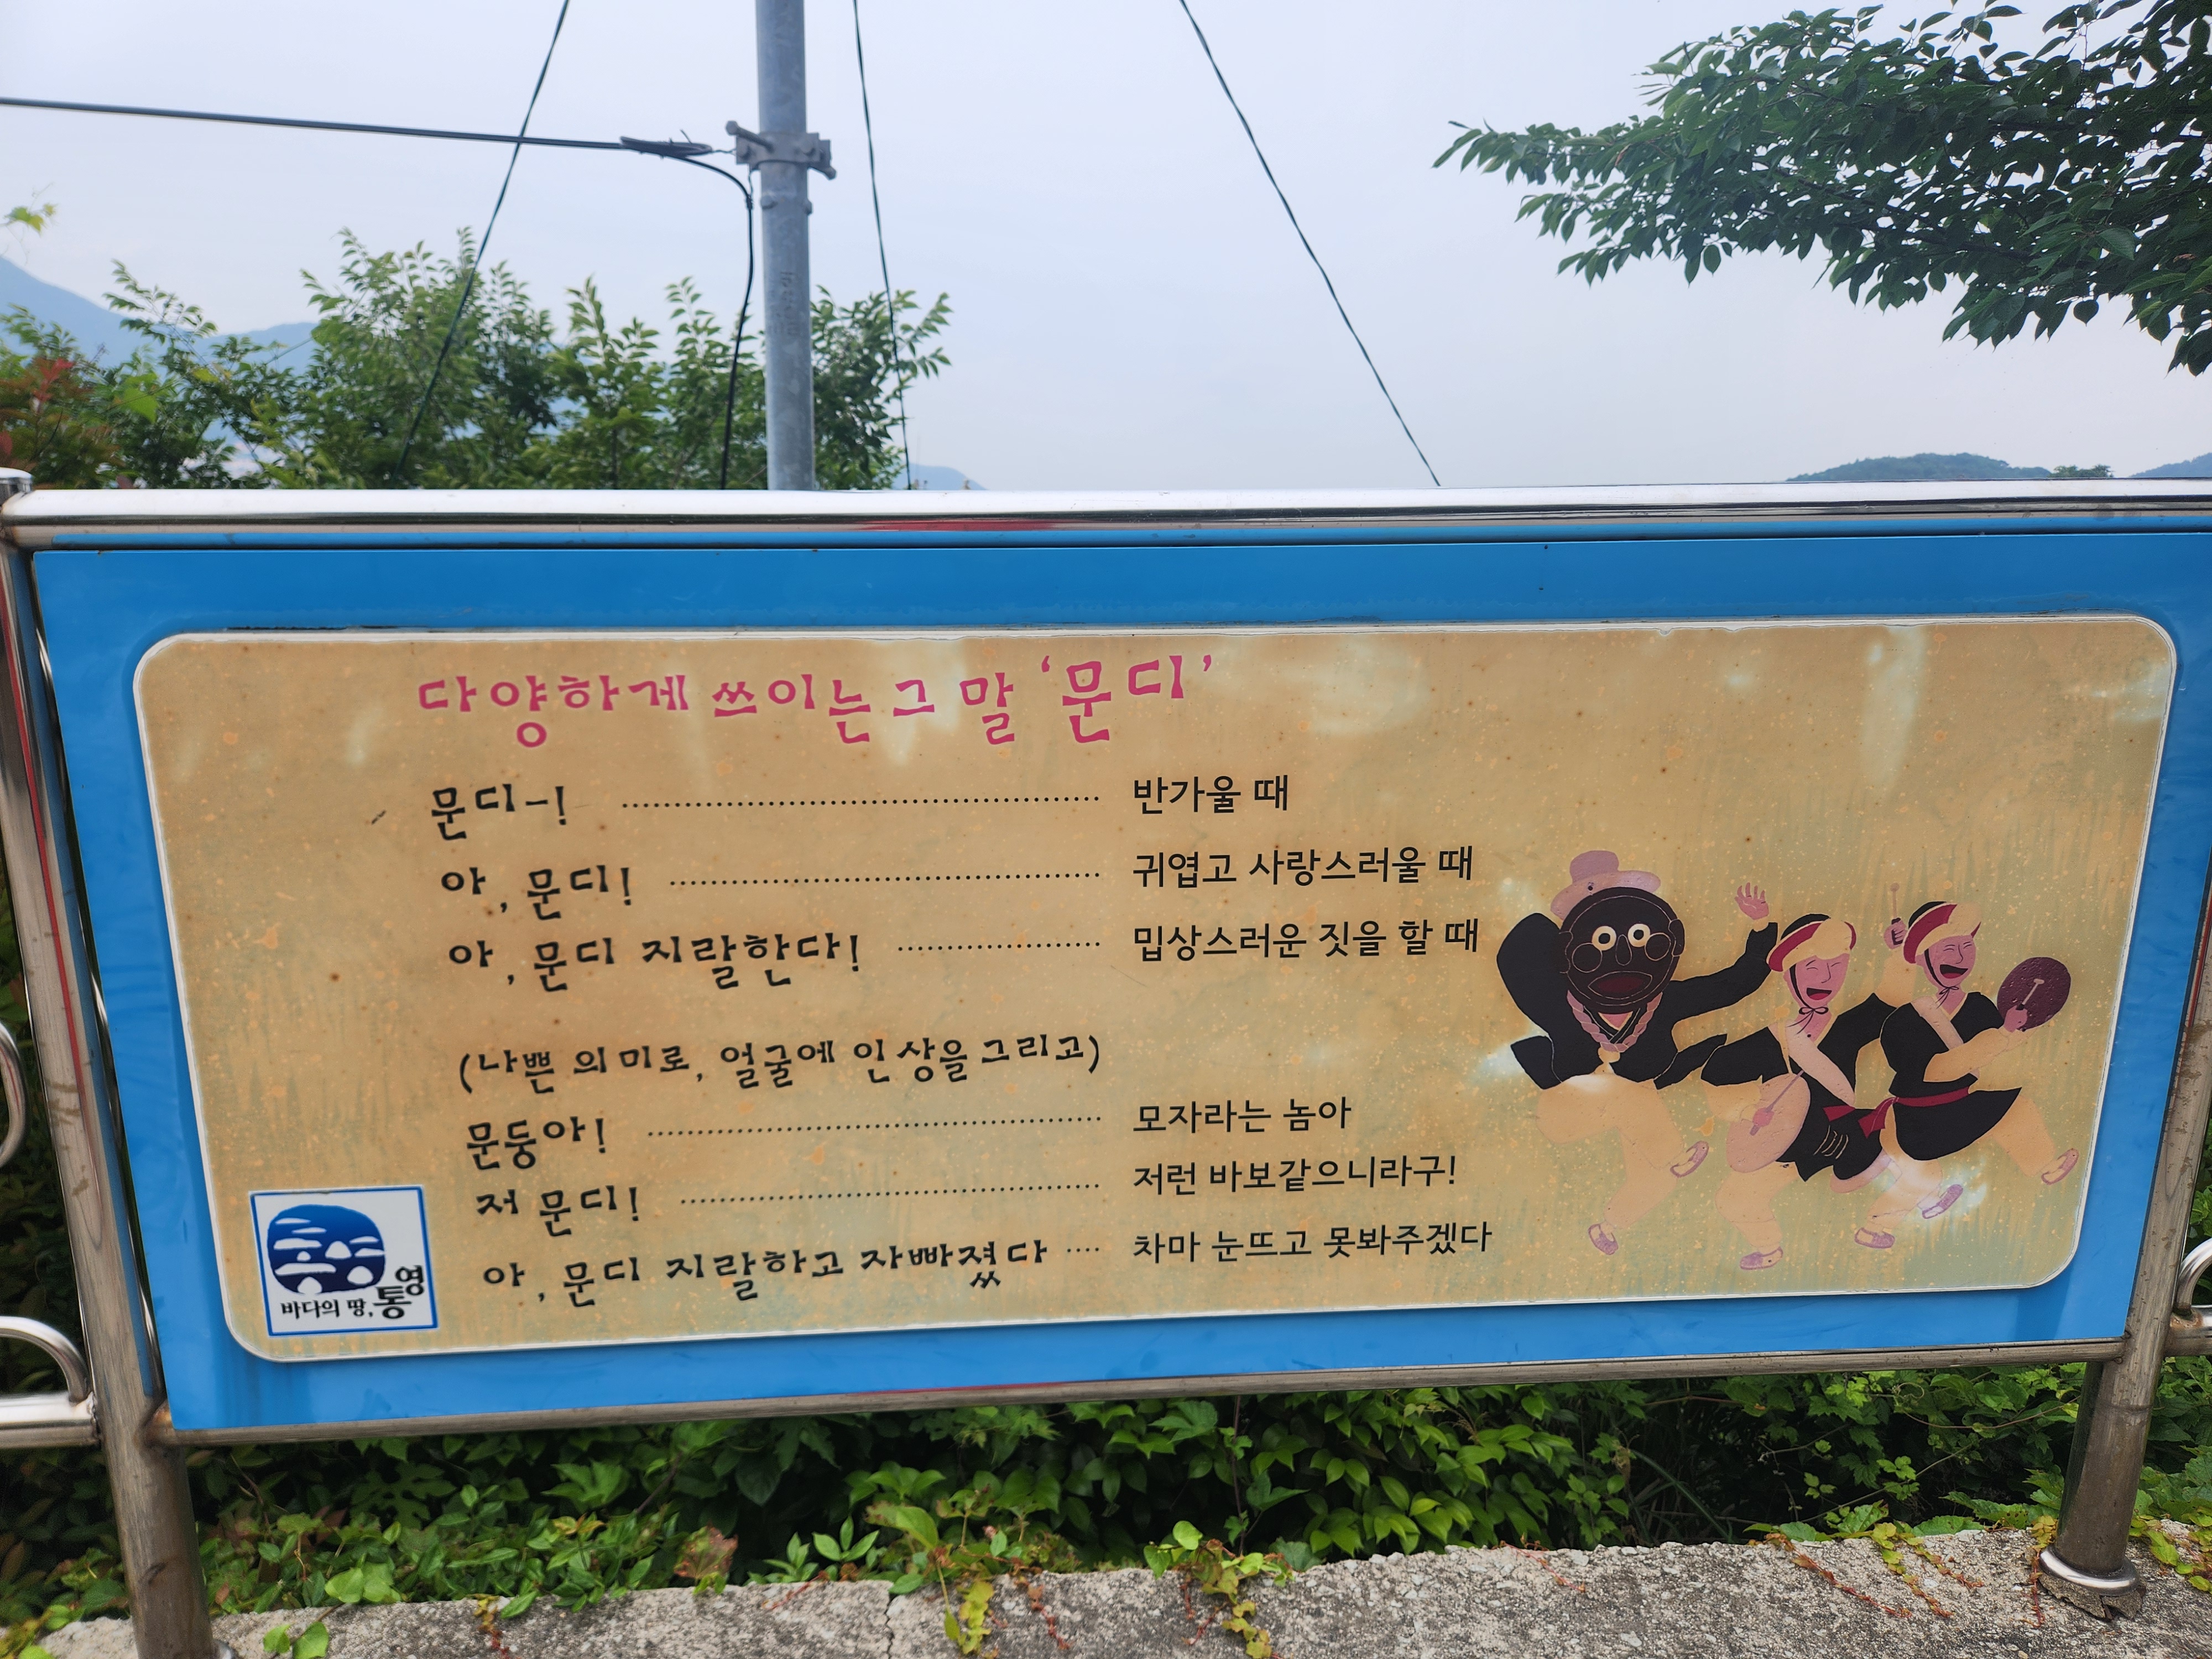 다양하게 쓰이는 그 말 '문디'
문디-! ················ 반가울 때
아, 문디! ················ 귀엽고 사랑스러울 때
아, 문디 지랄한다! ················ 밉상스러운 짓을 할 때
(나쁜 의미로, 얼굴에 인상을 그리고)
문둥아! ················ 모자라는 놈아
저 문디! ················ 저런 바보같으니라구!
아, 문디 지랄하고 자빠졌다 ···· 차마 눈뜨고 못봐주겠다
바다의 땅, 통영